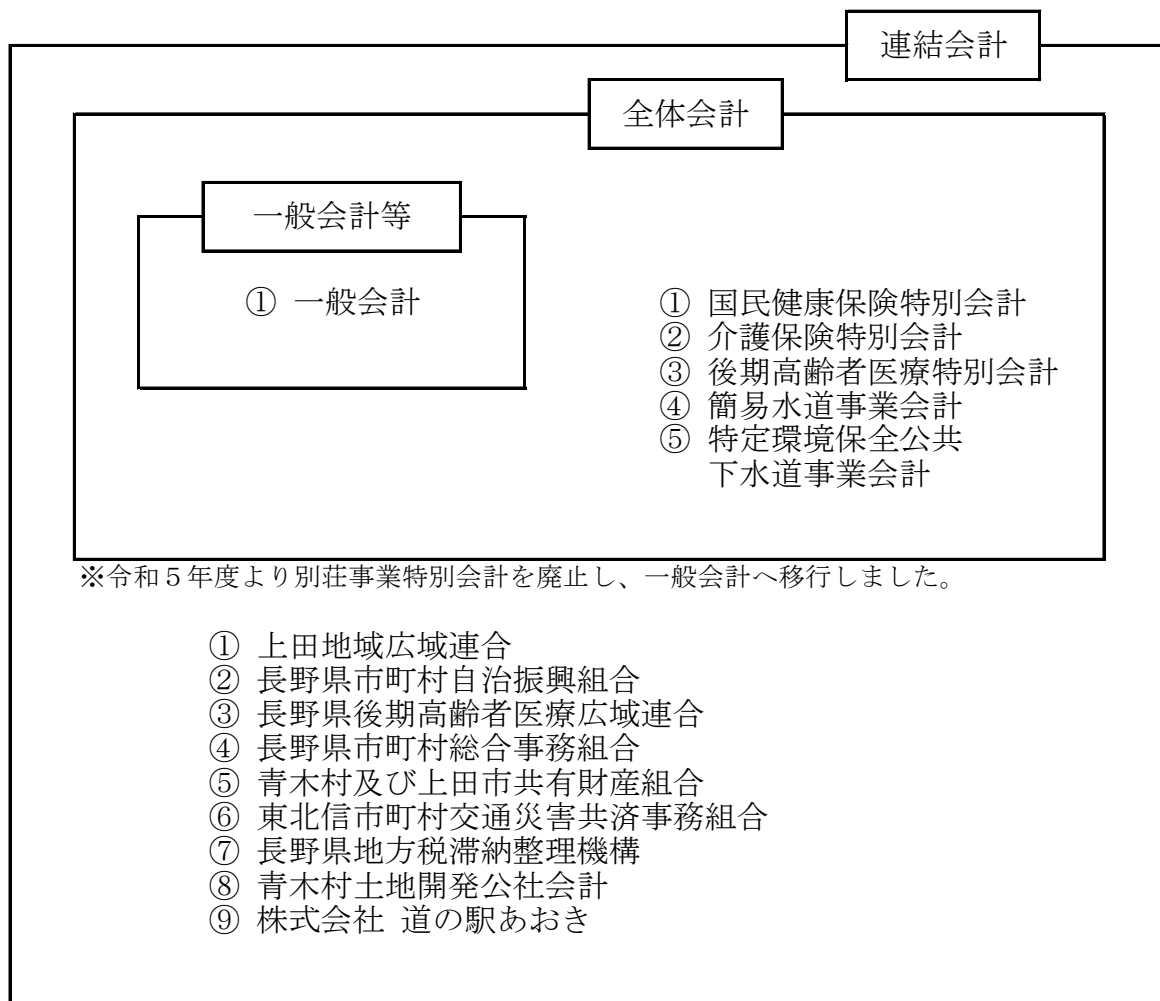 連結会計
全体会計
一般会計等
① 一般会計
① 国民健康保険特別会計
② 介護保険特別会計
③ 後期高齢者医療特別会計
④ 簡易水道事業会計
⑤ 特定環境保全公共
下水道事業会計
※令和５年度より別荘事業特別会計を廃止し、一般会計へ移行しました。
① 上田地域広域連合
② 長野県市町村自治振興組合
③ 長野県後期高齢者医療広域連合
④ 長野県市町村総合事務組合
⑤ 青木村及び上田市共有財産組合
⑥ 東北信市町村交通災害共済事務組合
⑦ 長野県地方税滞納整理機構
⑧ 青木村土地開発公社会計
⑨ 株式会社 道の駅あおき